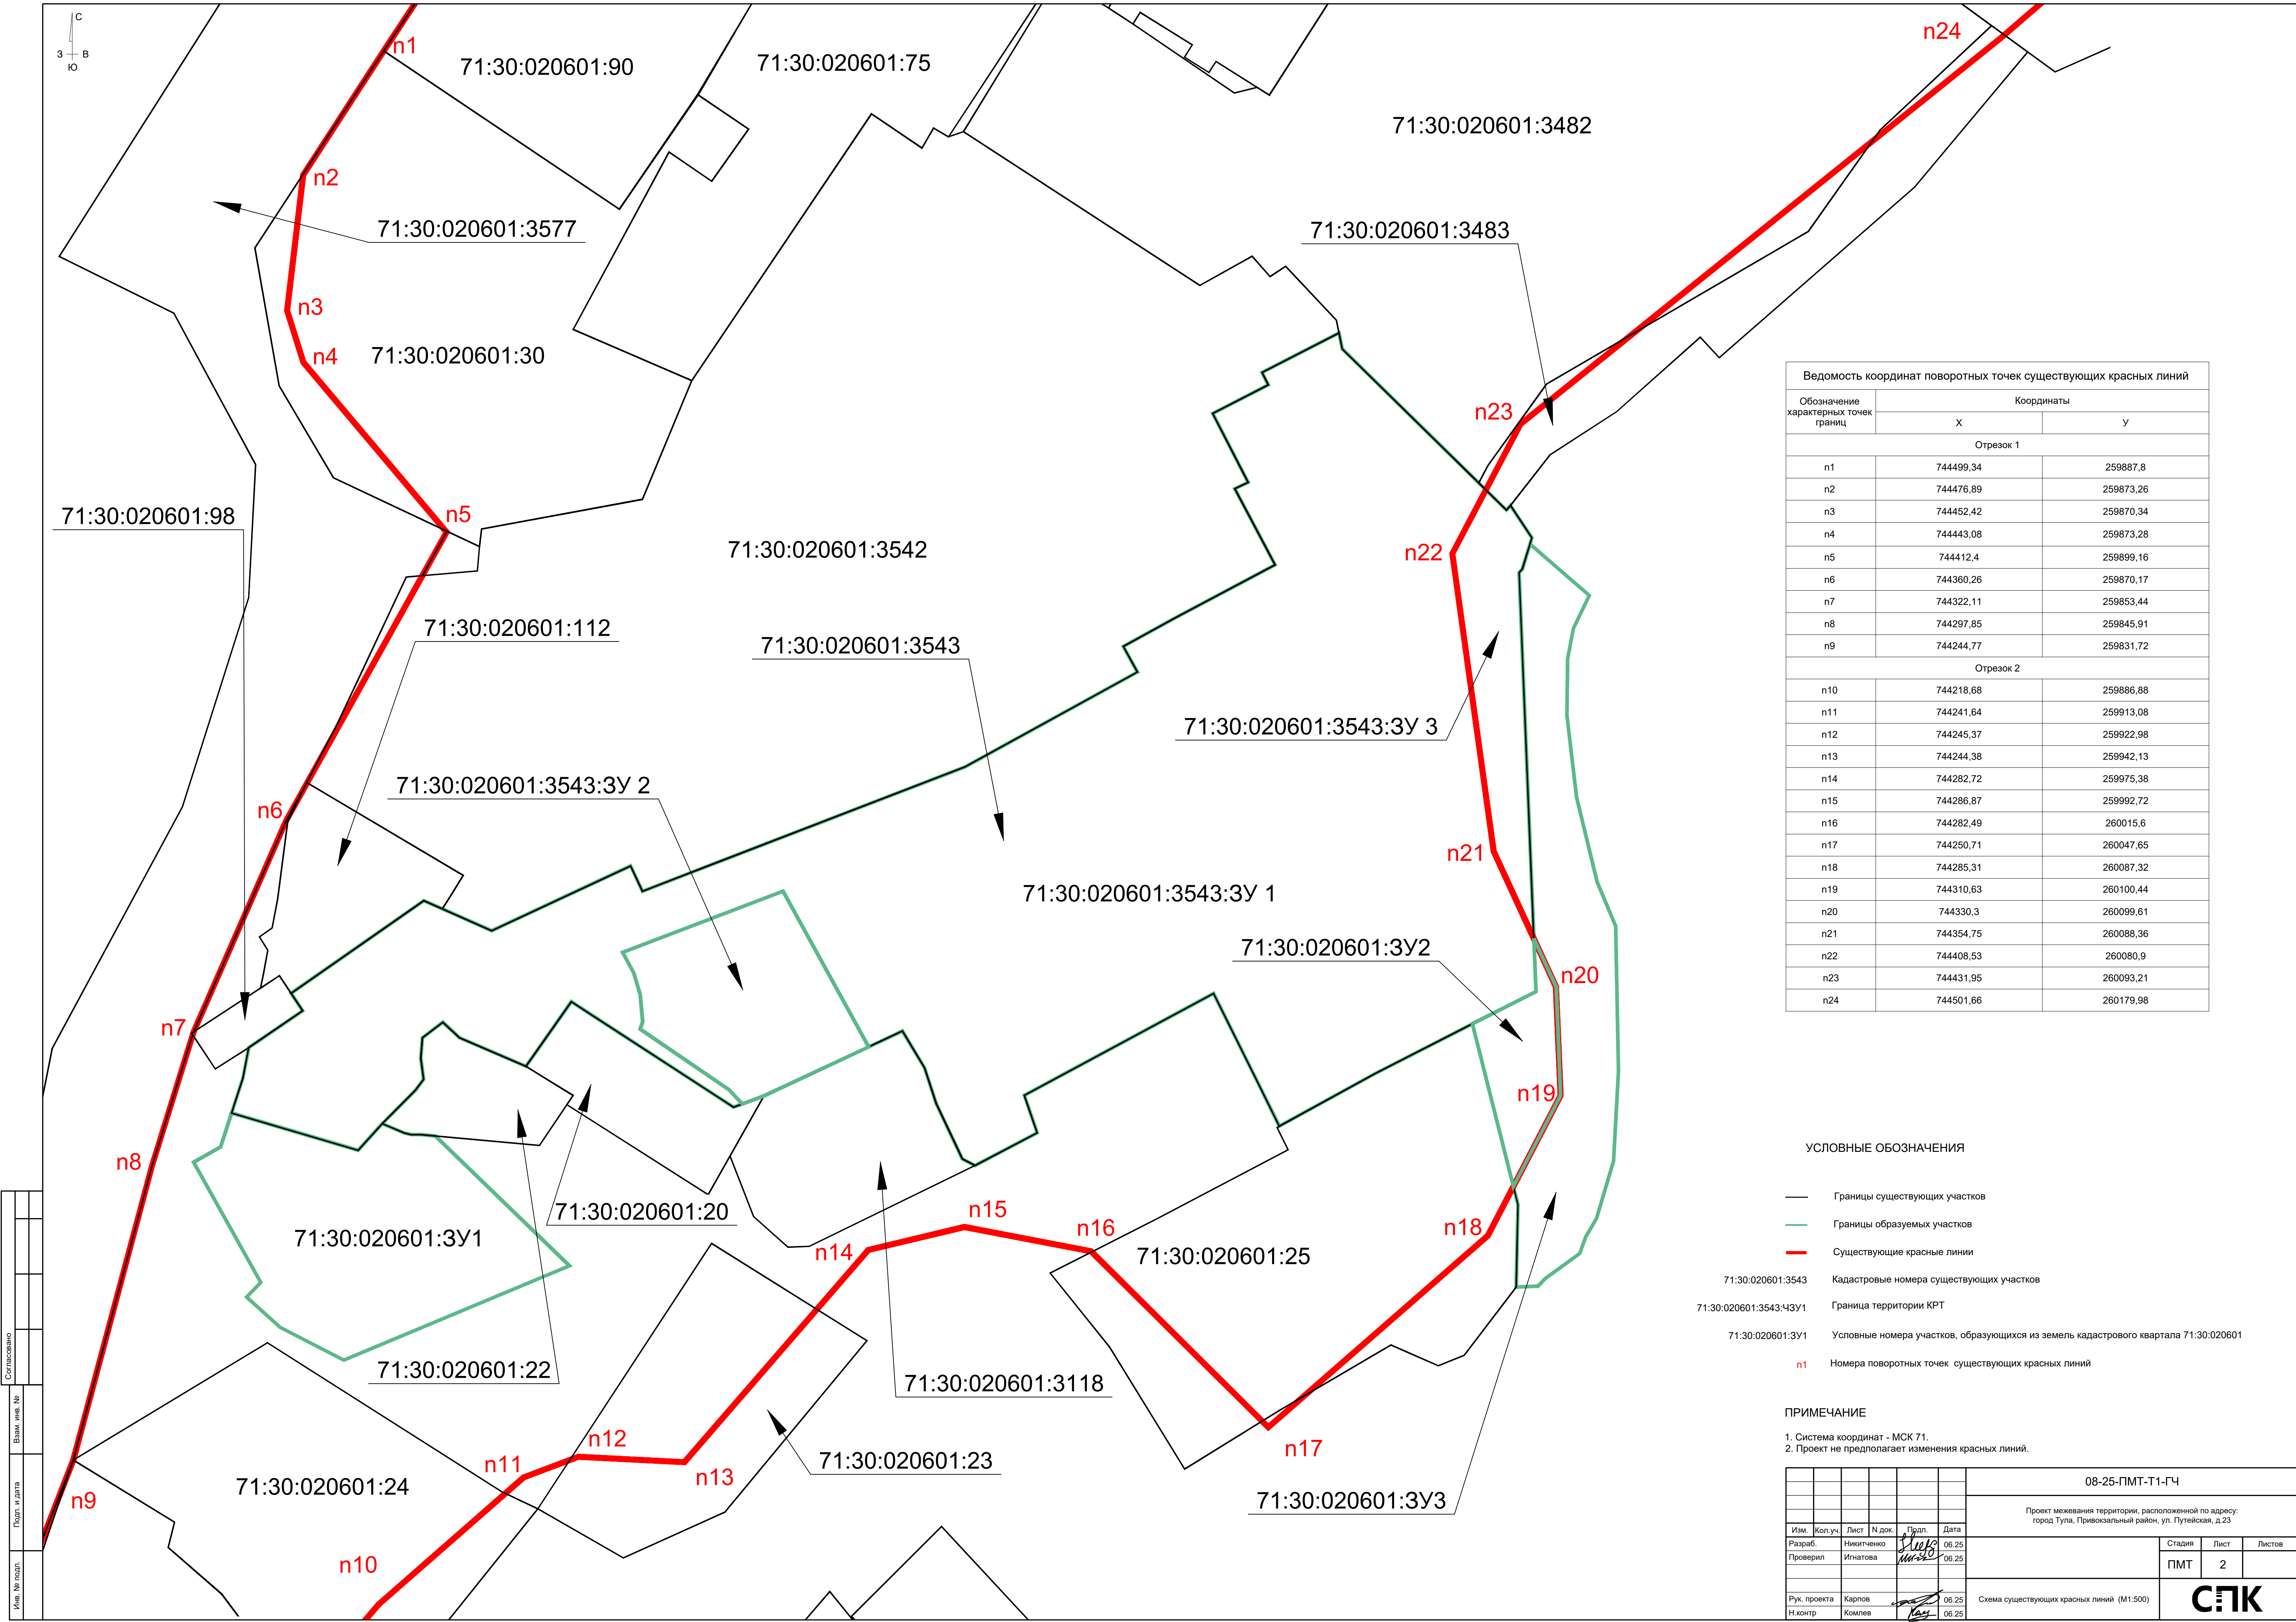 С
З В
Ю
n1
71:30:020601:90
71:30:020601:75
n24
71:30:020601:3482
n2
71:30:020601:3577
71:30:020601:3483
n3
n4
71:30:020601:30
n23
n5
71:30:020601:98
71:30:020601:3542
n22
71:30:020601:112
71:30:020601:3543
71:30:020601:3543:ЗУ 3
71:30:020601:3543:ЗУ 2
n6
n21
71:30:020601:3543:ЗУ 1
71:30:020601:ЗУ2
n20
n7
n19
n8
71:30:020601:20
n15
n16
n18
71:30:020601:ЗУ1
n14
71:30:020601:25
71:30:020601:22
71:30:020601:3118
n12
n17
71:30:020601:23
n11
n13
71:30:020601:24
n9
71:30:020601:ЗУ3
n10
Ведомость координат поворотных точек существующих красных линий
Обозначение
характерных точек
границ
Координаты
Х У
Отрезок 1
n1 744499,34 259887,8
n2 744476,89 259873,26
n3 744452,42 259870,34
n4 744443,08 259873,28
n5 744412,4 259899,16
n6 744360,26 259870,17
n7 744322,11 259853,44
n8 744297,85 259845,91
n9 744244,77 259831,72
Отрезок 2
n10 744218,68 259886,88
n11 744241,64 259913,08
n12 744245,37 259922,98
n13 744244,38 259942,13
n14 744282,72 259975,38
n15 744286,87 259992,72
n16 744282,49 260015,6
n17 744250,71 260047,65
n18 744285,31 260087,32
n19 744310,63 260100,44
n20 744330,3 260099,61
n21 744354,75 260088,36
n22 744408,53 260080,9
n23 744431,95 260093,21
n24 744501,66 260179,98
УСЛОВНЫЕ ОБОЗНАЧЕНИЯ
Границы существующих участков
Границы образуемых участков
Существующие красные линии
71:30:020601:3543 Кадастровые номера существующих участков
71:30:020601:3543:ЧЗУ1 Граница территории КРТ
71:30:020601:ЗУ1 Условные номера участков, образующихся из земель кадастрового квартала 71:30:020601
n1 Номера поворотных точек существующих красных линий
ПРИМЕЧАНИЕ
1. Система координат - МСК 71.
2. Проект не предполагает изменения красных линий.
08-25-ПМТ-Т1-ГЧ
Проект межевания территории, расположенной по адресу:
город Тула, Привокзальный район, ул. Путейская, д.23
Изм. Кол.уч. Лист N док. Подп. Дата
Разраб. Никитченко 06.25
Проверил Игнатова 06.25
Стадия Лист Листов
ПМТ 2
Рук. проекта Карпов 06.25
Н.контр Комлев 06.25
Схема существующих красных линий (М1:500)
СПК
Согласовано
Взам. инв. №
Подп. и дата
Инв. № подл.